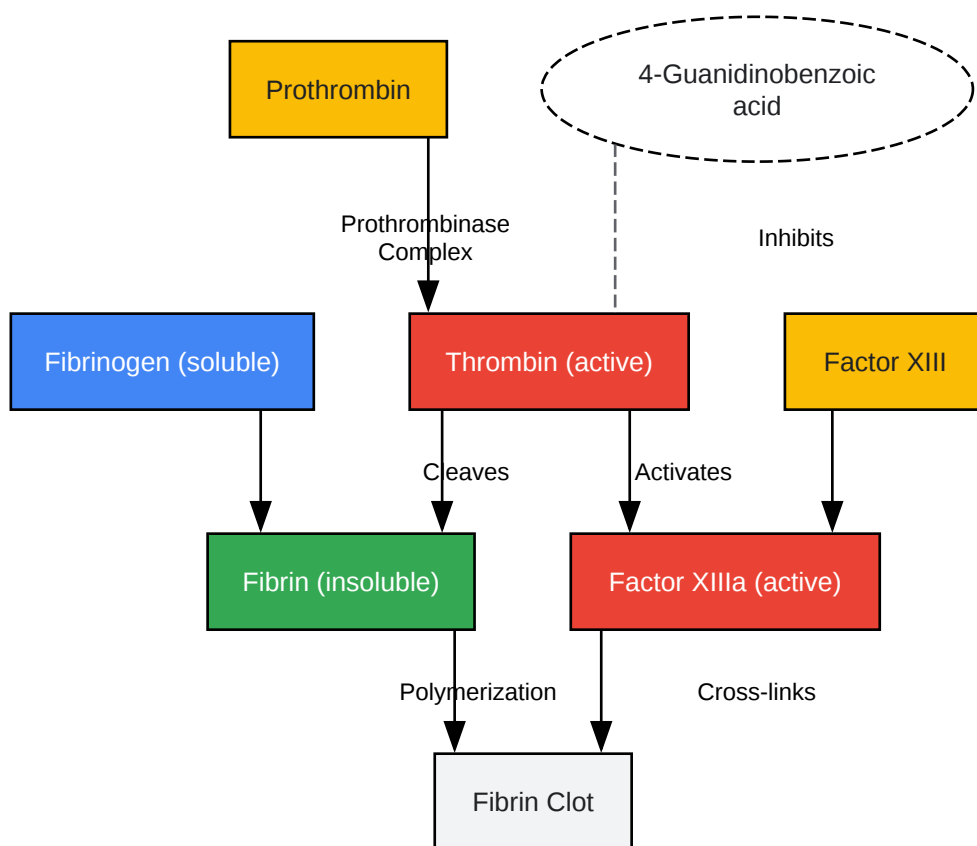 Prothrombin
4-Guanidinobenzoic
acid
Prothrombinase
Complex
Inhibits
Fibrinogen (soluble)
Thrombin (active)
Factor XIII
Cleaves
Activates
Fibrin (insoluble)
Factor XIIIa (active)
Polymerization
Cross-links
Fibrin Clot